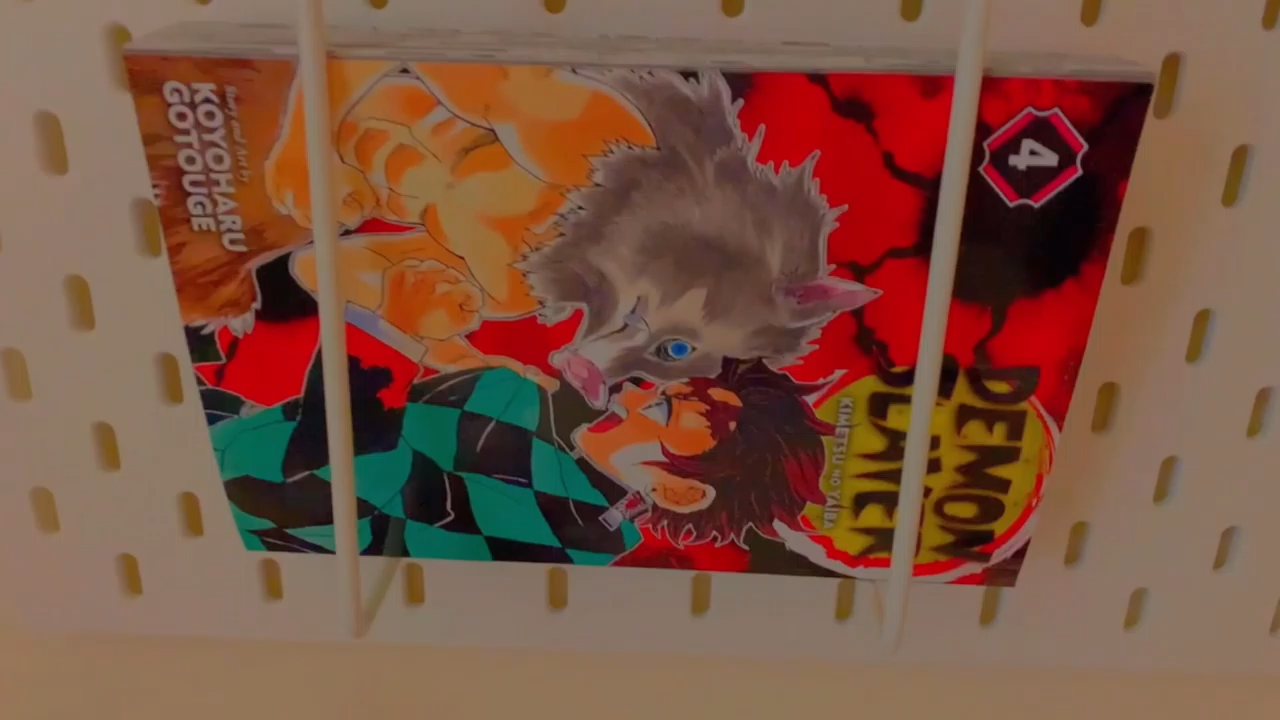 4
DEMON
SLAYER
KIMETSU NO YAIBA
Story and Art by
KOYOHARU
GOTOUGE